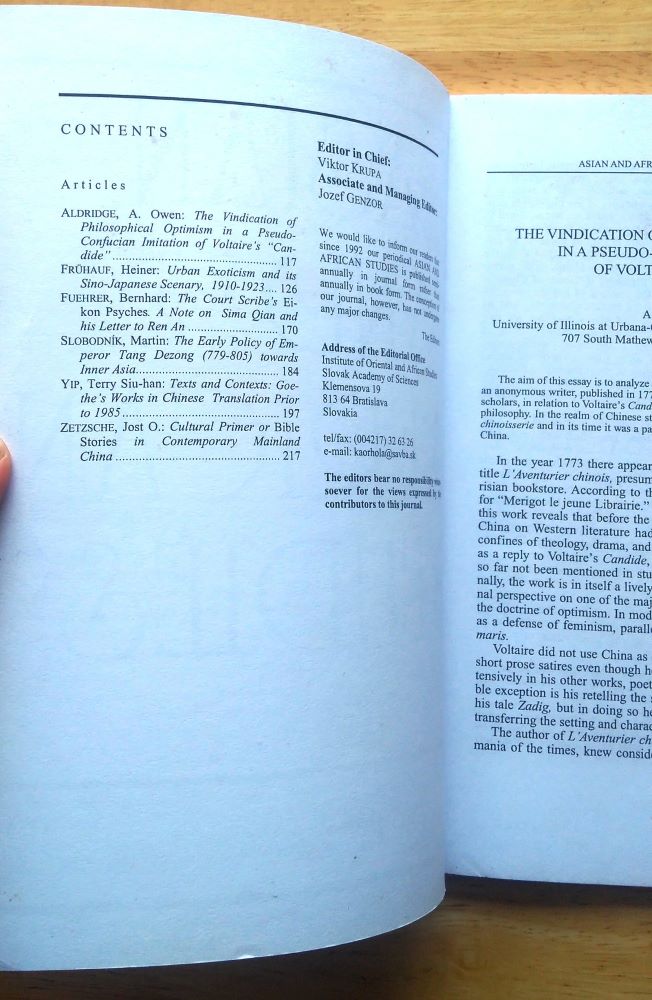 CONTENTS
Articles
ALDRIDGE, A. Owen: The Vindication of
Philosophical Optimism in a Pseudo-
Confucian Imitation of Voltaire's "Can-
dide" ........................................ 117
FRÜHAUF, Heiner: Urban Exoticism and its
Sino-Japanese Scenary, 1910-1923.... 126
FUEHRER, Bernhard: The Court Scribe's Ei-
kon Psyches. A Note on Sima Qian and
his Letter to Ren An ...................... 170
SLOBODNÍK, Martin: The Early Policy of Em-
peror Tang Dezong (779-805) towards
Inner Asia................................... 184
YIP, Terry Siu-han: Texts and Contexts: Goe-
the's Works in Chinese Translation Prior
to 1985 ...................................... 197
ZETZSCHE, Jost O.: Cultural Primer or Bible
Stories in Contemporary Mainland
China ........................................ 217
Editor in Chief:
Viktor KRUPA
Associate and Managing Editor:
Jozef GENZOR
We would like to inform our readers that
since 1992 our periodical ASIAN AND
AFRICAN STUDIES is published semi-
annually in journal form rather than
annually in book form. The conception of
our journal, however, has not undergone
any major changes.
The Editors
Address of the Editorial Office
Institute of Oriental and African Studies
Slovak Academy of Sciences
Klemensova 19
813 64 Bratislava
Slovakia
tel/fax: (004217) 32 63 26
e-mail: kaorhola@savba.sk
The editors bear no responsibility what-
soever for the views expressed by the
contributors to this journal.
ASIAN AND AFR
THE VINDICATION O
IN A PSEUDO-
OF VOLT
A
University of Illinois at Urbana-
707 South Mathew
The aim of this essay is to analyze
an anonymous writer, published in 177
scholars, in relation to Voltaire's Cand
philosophy. In the realm of Chinese st
chinoisserie and in its time it was a pa
China.
In the year 1773 there appear
title L'Aventurier chinois, presum
risian bookstore. According to th
for "Merigot le jeune Librairie."
this work reveals that before the
China on Western literature had
confines of theology, drama, and
as a reply to Voltaire's Candide,
so far not been mentioned in stu
nally, the work is in itself a lively
nal perspective on one of the maj
the doctrine of optimism. In mod
as a defense of feminism, paralle
maris.
Voltaire did not use China as
short prose satires even though h
tensively in his other works, poet
ble exception is his retelling the s
his tale Zadig, but in doing so he
transferring the setting and charac
The author of L'Aventurier ch
mania of the times, knew conside